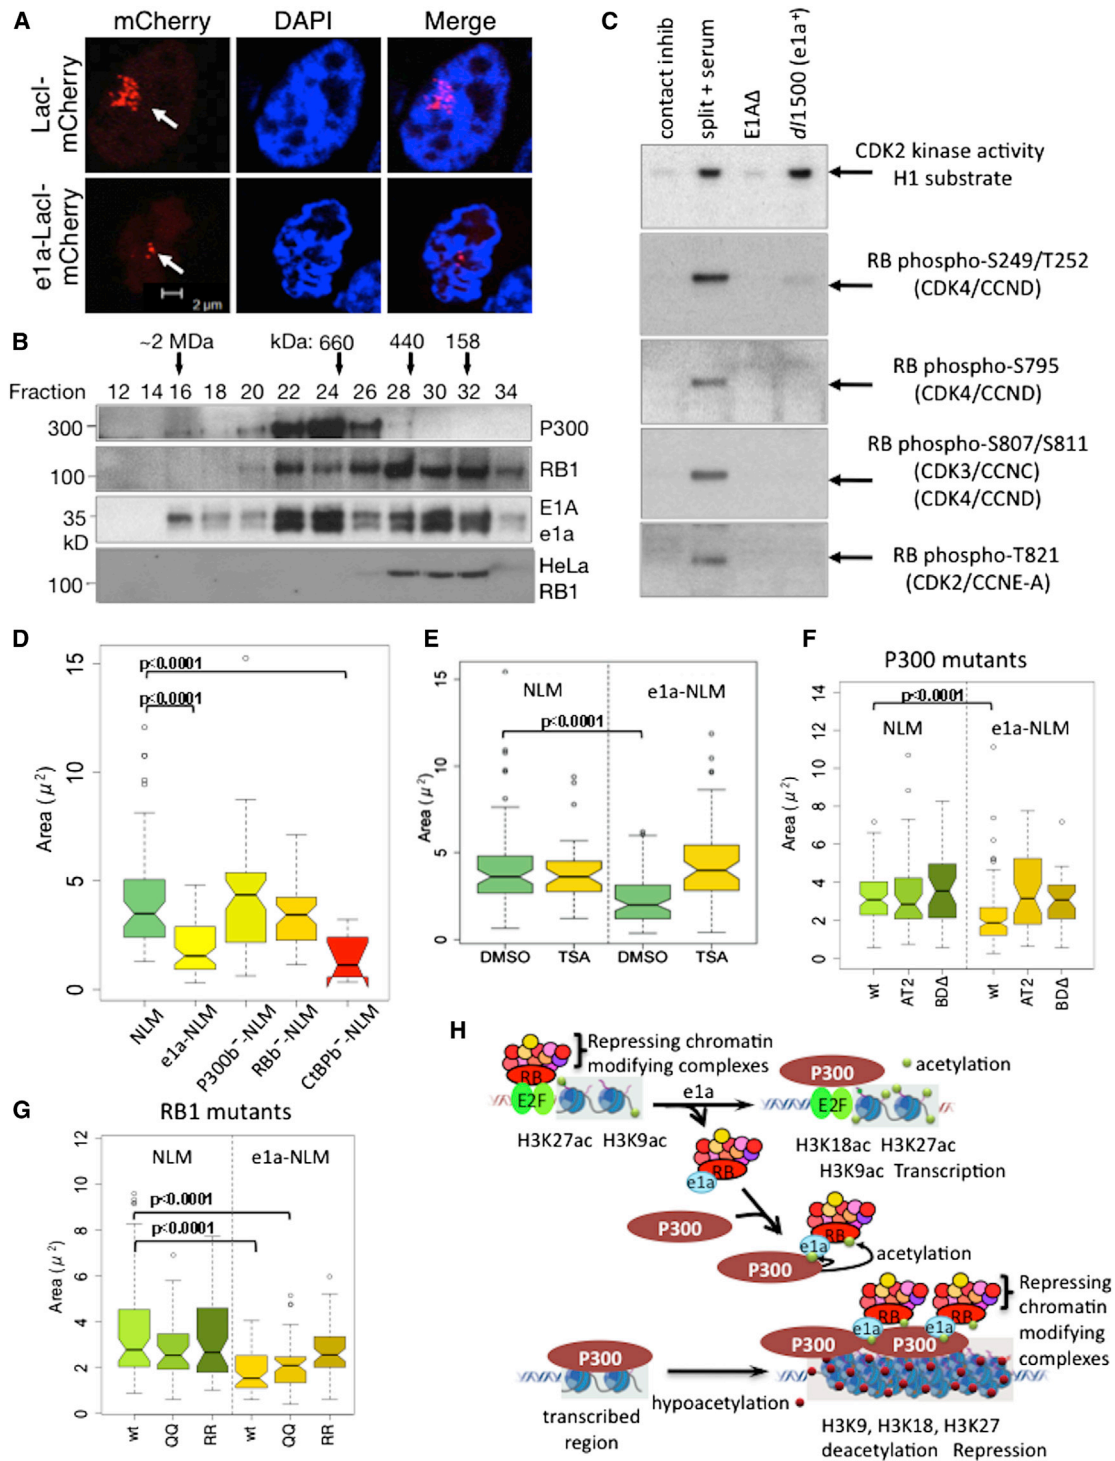 A
mCherry
DAPI
Merge
LacI-
mCherry
e1a-LacI-
mCherry
2 μm
B
~2 MDa
kDa: 660
440
158
Fraction 12 14 16 18 20 22 24 26 28 30 32 34
300
P300
100
RB1
35
kD
E1A
e1a
100
HeLa
RB1
C
contact inhib
split + serum
E1AΔ
dl1500 (e1a+)
CDK2 kinase activity
H1 substrate
RB phospho-S249/T252
(CDK4/CCND)
RB phospho-S795
(CDK4/CCND)
RB phospho-S807/S811
(CDK3/CCNC)
(CDK4/CCND)
RB phospho-T821
(CDK2/CCNE-A)
D
Area (μ²)
15
10
5
0
p<0.0001
p<0.0001
NLM
e1a-NLM
P300b⁻-NLM
RBb⁻-NLM
CtBPb⁻-NLM
E
Area (μ²)
15
10
5
0
NLM
e1a-NLM
p<0.0001
DMSO
TSA
DMSO
TSA
F
P300 mutants
Area (μ²)
14
12
10
8
6
4
2
0
p<0.0001
NLM
e1a-NLM
wt
AT2
BDΔ
wt
AT2
BDΔ
G
RB1 mutants
Area (μ²)
12
10
8
6
4
2
0
NLM
e1a-NLM
p<0.0001
p<0.0001
wt
QQ
RR
wt
QQ
RR
H
Repressing chromatin
modifying complexes
RB
E2F
H3K27ac H3K9ac
e1a
P300
acetylation
E2F
H3K18ac H3K27ac
H3K9ac Transcription
RB
e1a
P300
RB
e1a
P300
acetylation
Repressing
chromatin
modifying
complexes
RB
RB
e1a
e1a
P300
P300
P300
transcribed
region
hypoacetylation
H3K9, H3K18, H3K27
deacetylation Repression